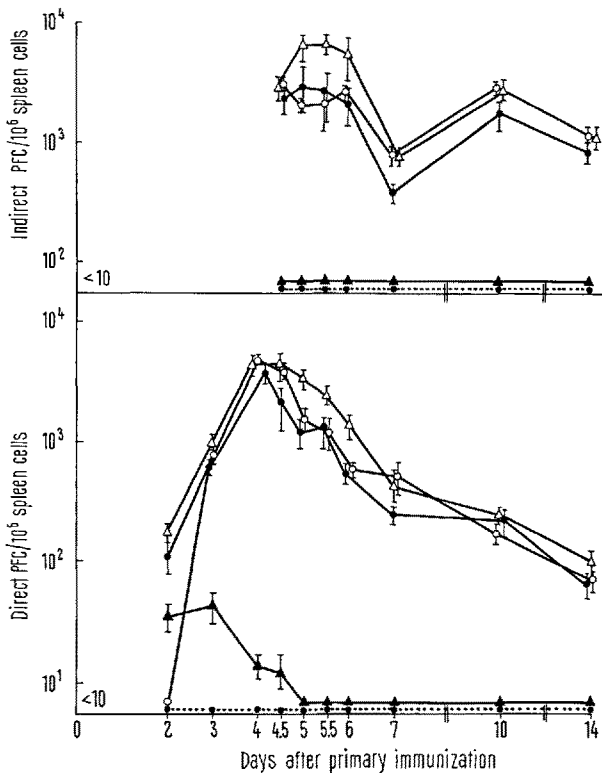 Indirect PFC/10⁶ spleen cells
10⁴
10³
10²
<10
Direct PFC/10⁶ spleen cells
10⁴
10³
10²
10¹
<10
0 2 3 4 4.5 5 5.5 6 7 10 14
Days after primary immunization